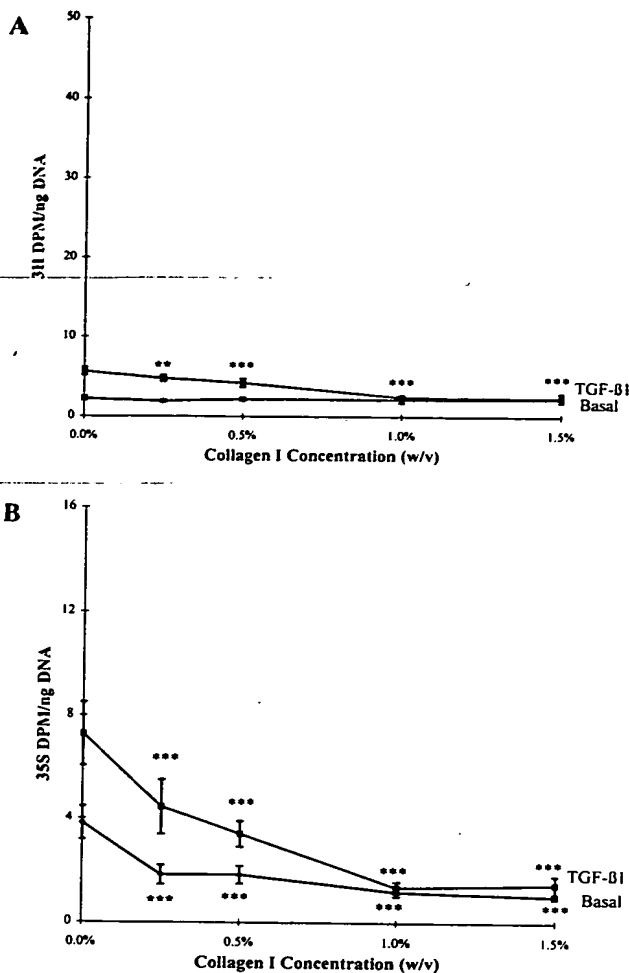 A
50
40
30
20
10
0
3H DPM/ng DNA
** *** *** ***
TGF-β1
Basal
0.0% 0.5% 1.0% 1.5%
Collagen I Concentration (w/v)
B
16
12
8
4
0
35S DPM/ng DNA
*** *** *** ***
TGF-β1
*** *** *** ***
Basal
0.0% 0.5% 1.0% 1.5%
Collagen I Concentration (w/v)